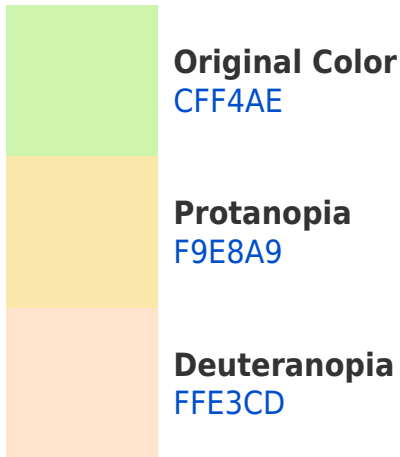 Original Color
CFF4AE
Protanopia
F9E8A9
Deuteranopia
FFE3CD